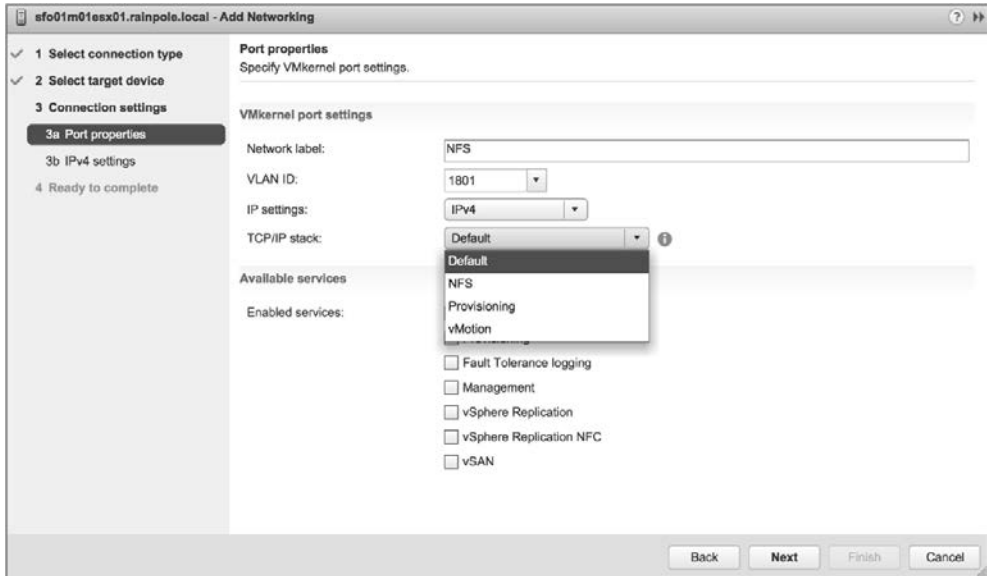 sfo01m01esx01.rainpole.local - Add Networking
1 Select connection type
2 Select target device
3 Connection settings
3a Port properties
3b IPv4 settings
4 Ready to complete
Port properties
Specify VMkernel port settings.
VMkernel port settings
Network label: NFS
VLAN ID: 1801
IP settings: IPv4
TCP/IP stack: Default
Default
NFS
Provisioning
vMotion
Available services
Enabled services:
Fault Tolerance logging
Management
vSphere Replication
vSphere Replication NFC
vSAN
Back Next Finish Cancel